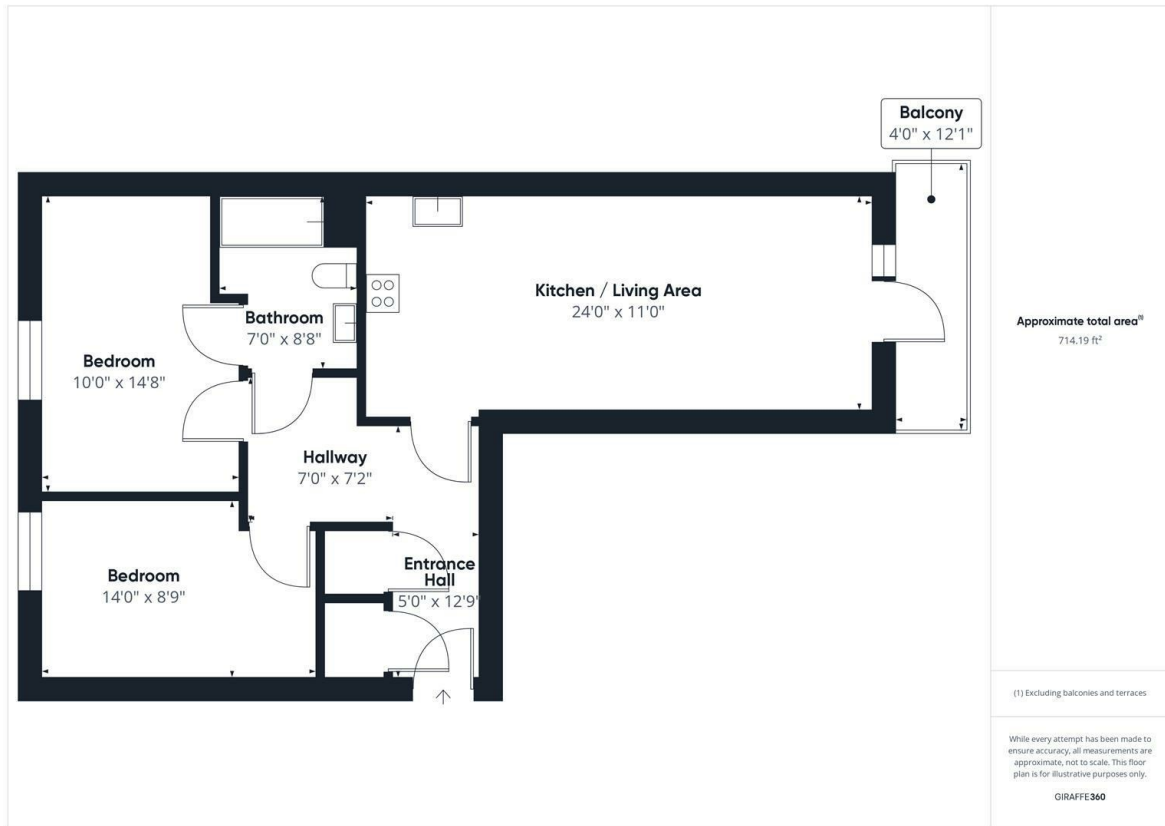 Balcony
4'0" x 12'1"
Kitchen / Living Area
24'0" x 11'0"
Bathroom
7'0" x 8'8"
Bedroom
10'0" x 14'8"
Hallway
7'0" x 7'2"
Bedroom
14'0" x 8'9"
Entrance
Hall
5'0" x 12'9"
Approximate total area⁽¹⁾
714.19 ft²
(1) Excluding balconies and terraces
While every attempt has been made to
ensure accuracy, all measurements are
approximate, not to scale. This floor
plan is for illustrative purposes only.
GIRAFFE360